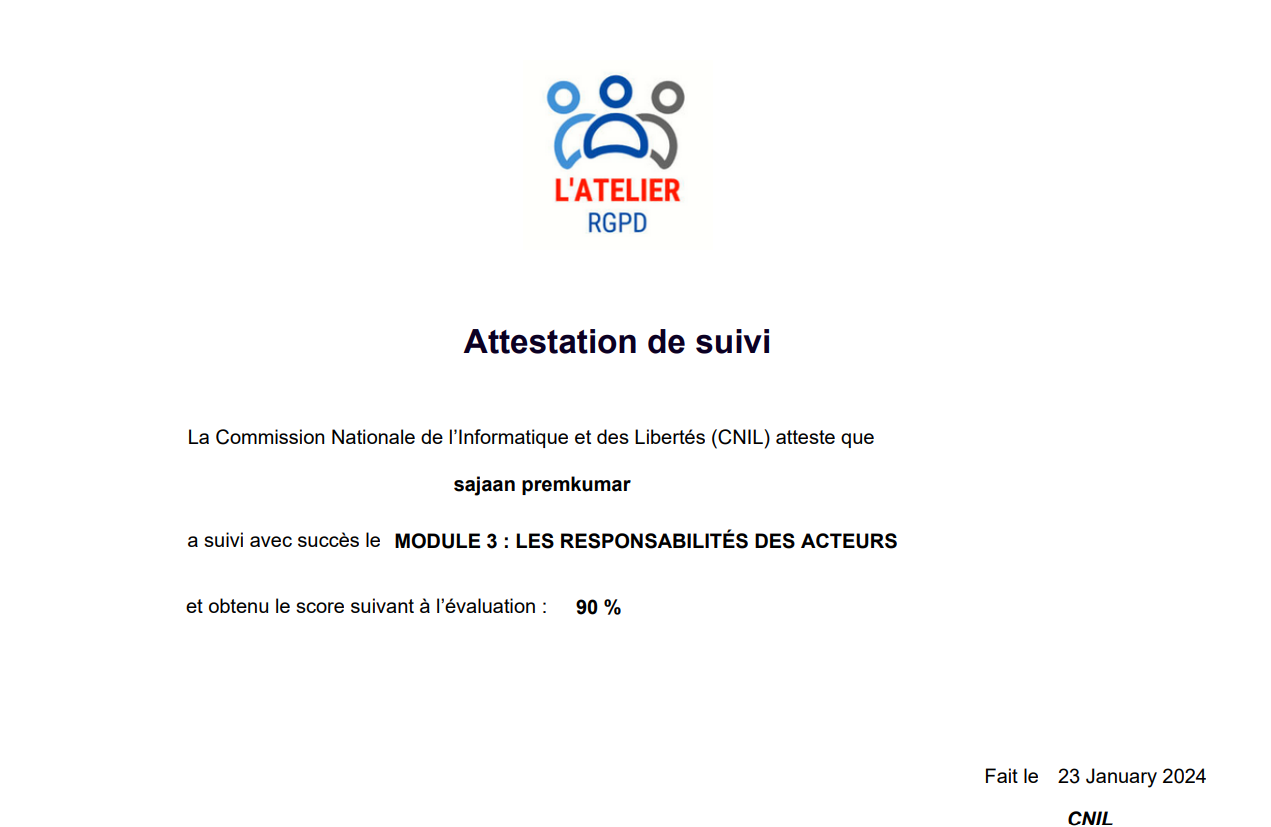 L'ATELIER
RGPD
Attestation de suivi
La Commission Nationale de l’Informatique et des Libertés (CNIL) atteste que
sajaan premkumar
a suivi avec succès le MODULE 3 : LES RESPONSABILITÉS DES ACTEURS
et obtenu le score suivant à l’évaluation : 90 %
Fait le 23 January 2024
CNIL